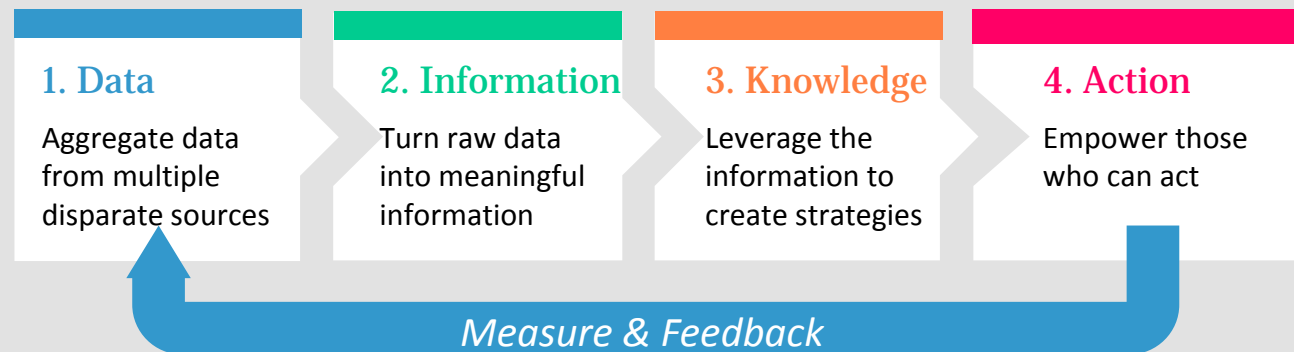 1. Data
Aggregate data
from multiple
disparate sources
2. Information
Turn raw data
into meaningful
information
3. Knowledge
Leverage the
information to
create strategies
4. Action
Empower those
who can act
Measure & Feedback